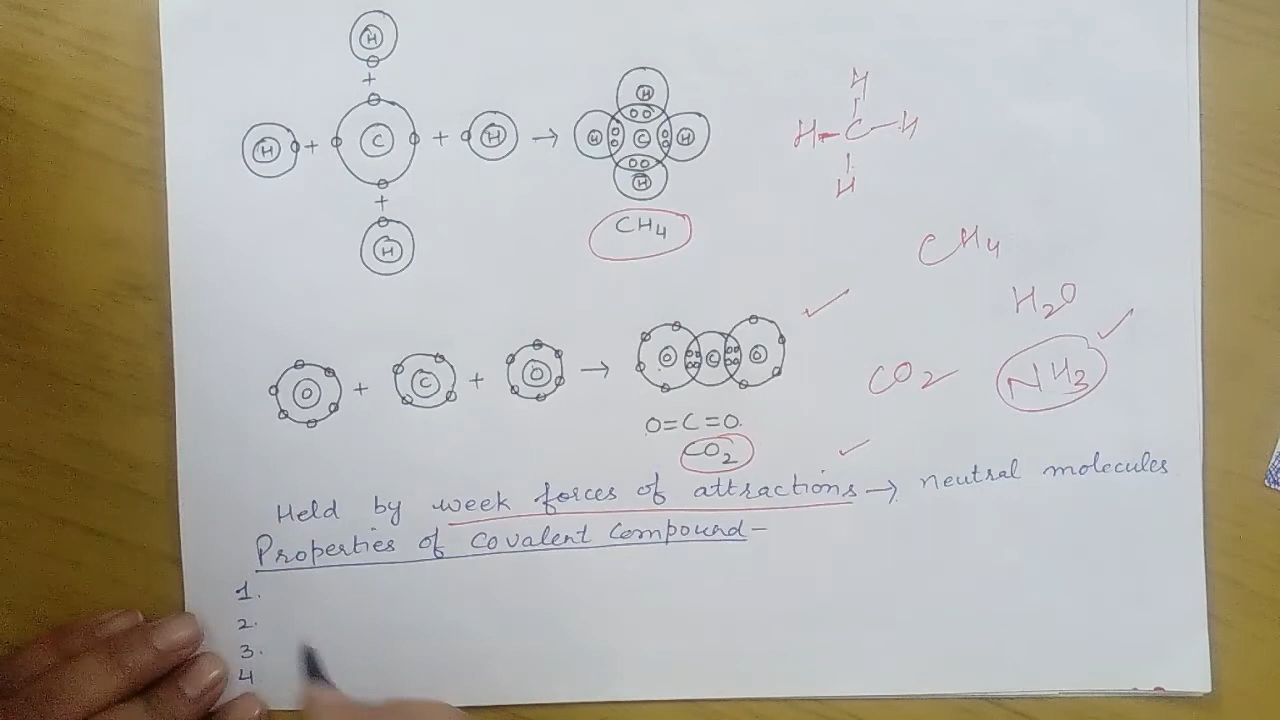 H
+
H + C + H → H H C H H
+
H
CH4
H
H-C-H
H
CH4
H2O
O + C + O → O C O
CO2
NH3
O=C=O
CO2
Held by week forces of attractions → neutral molecules
Properties of covalent compound-
1.
2.
3.
4